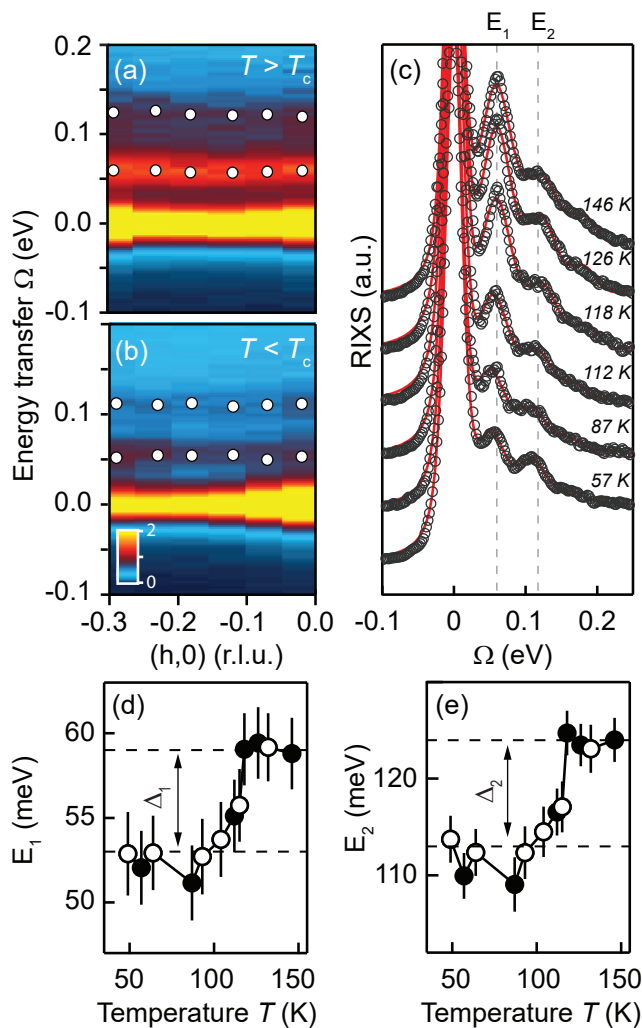 (a)
T > Tc
0.2
0.1
0.0
-0.1
(b)
T < Tc
0.1
0.0
-0.1
2
0
Energy transfer Ω (eV)
-0.3
-0.2
-0.1
0.0
(h,0) (r.l.u.)
E1
E2
(c)
146 K
126 K
118 K
112 K
87 K
57 K
RIXS (a.u.)
-0.1
0
0.1
0.2
Ω (eV)
(d)
60
55
50
Δ1
E1 (meV)
50
100
150
Temperature T (K)
(e)
120
110
Δ2
E2 (meV)
50
100
150
Temperature T (K)